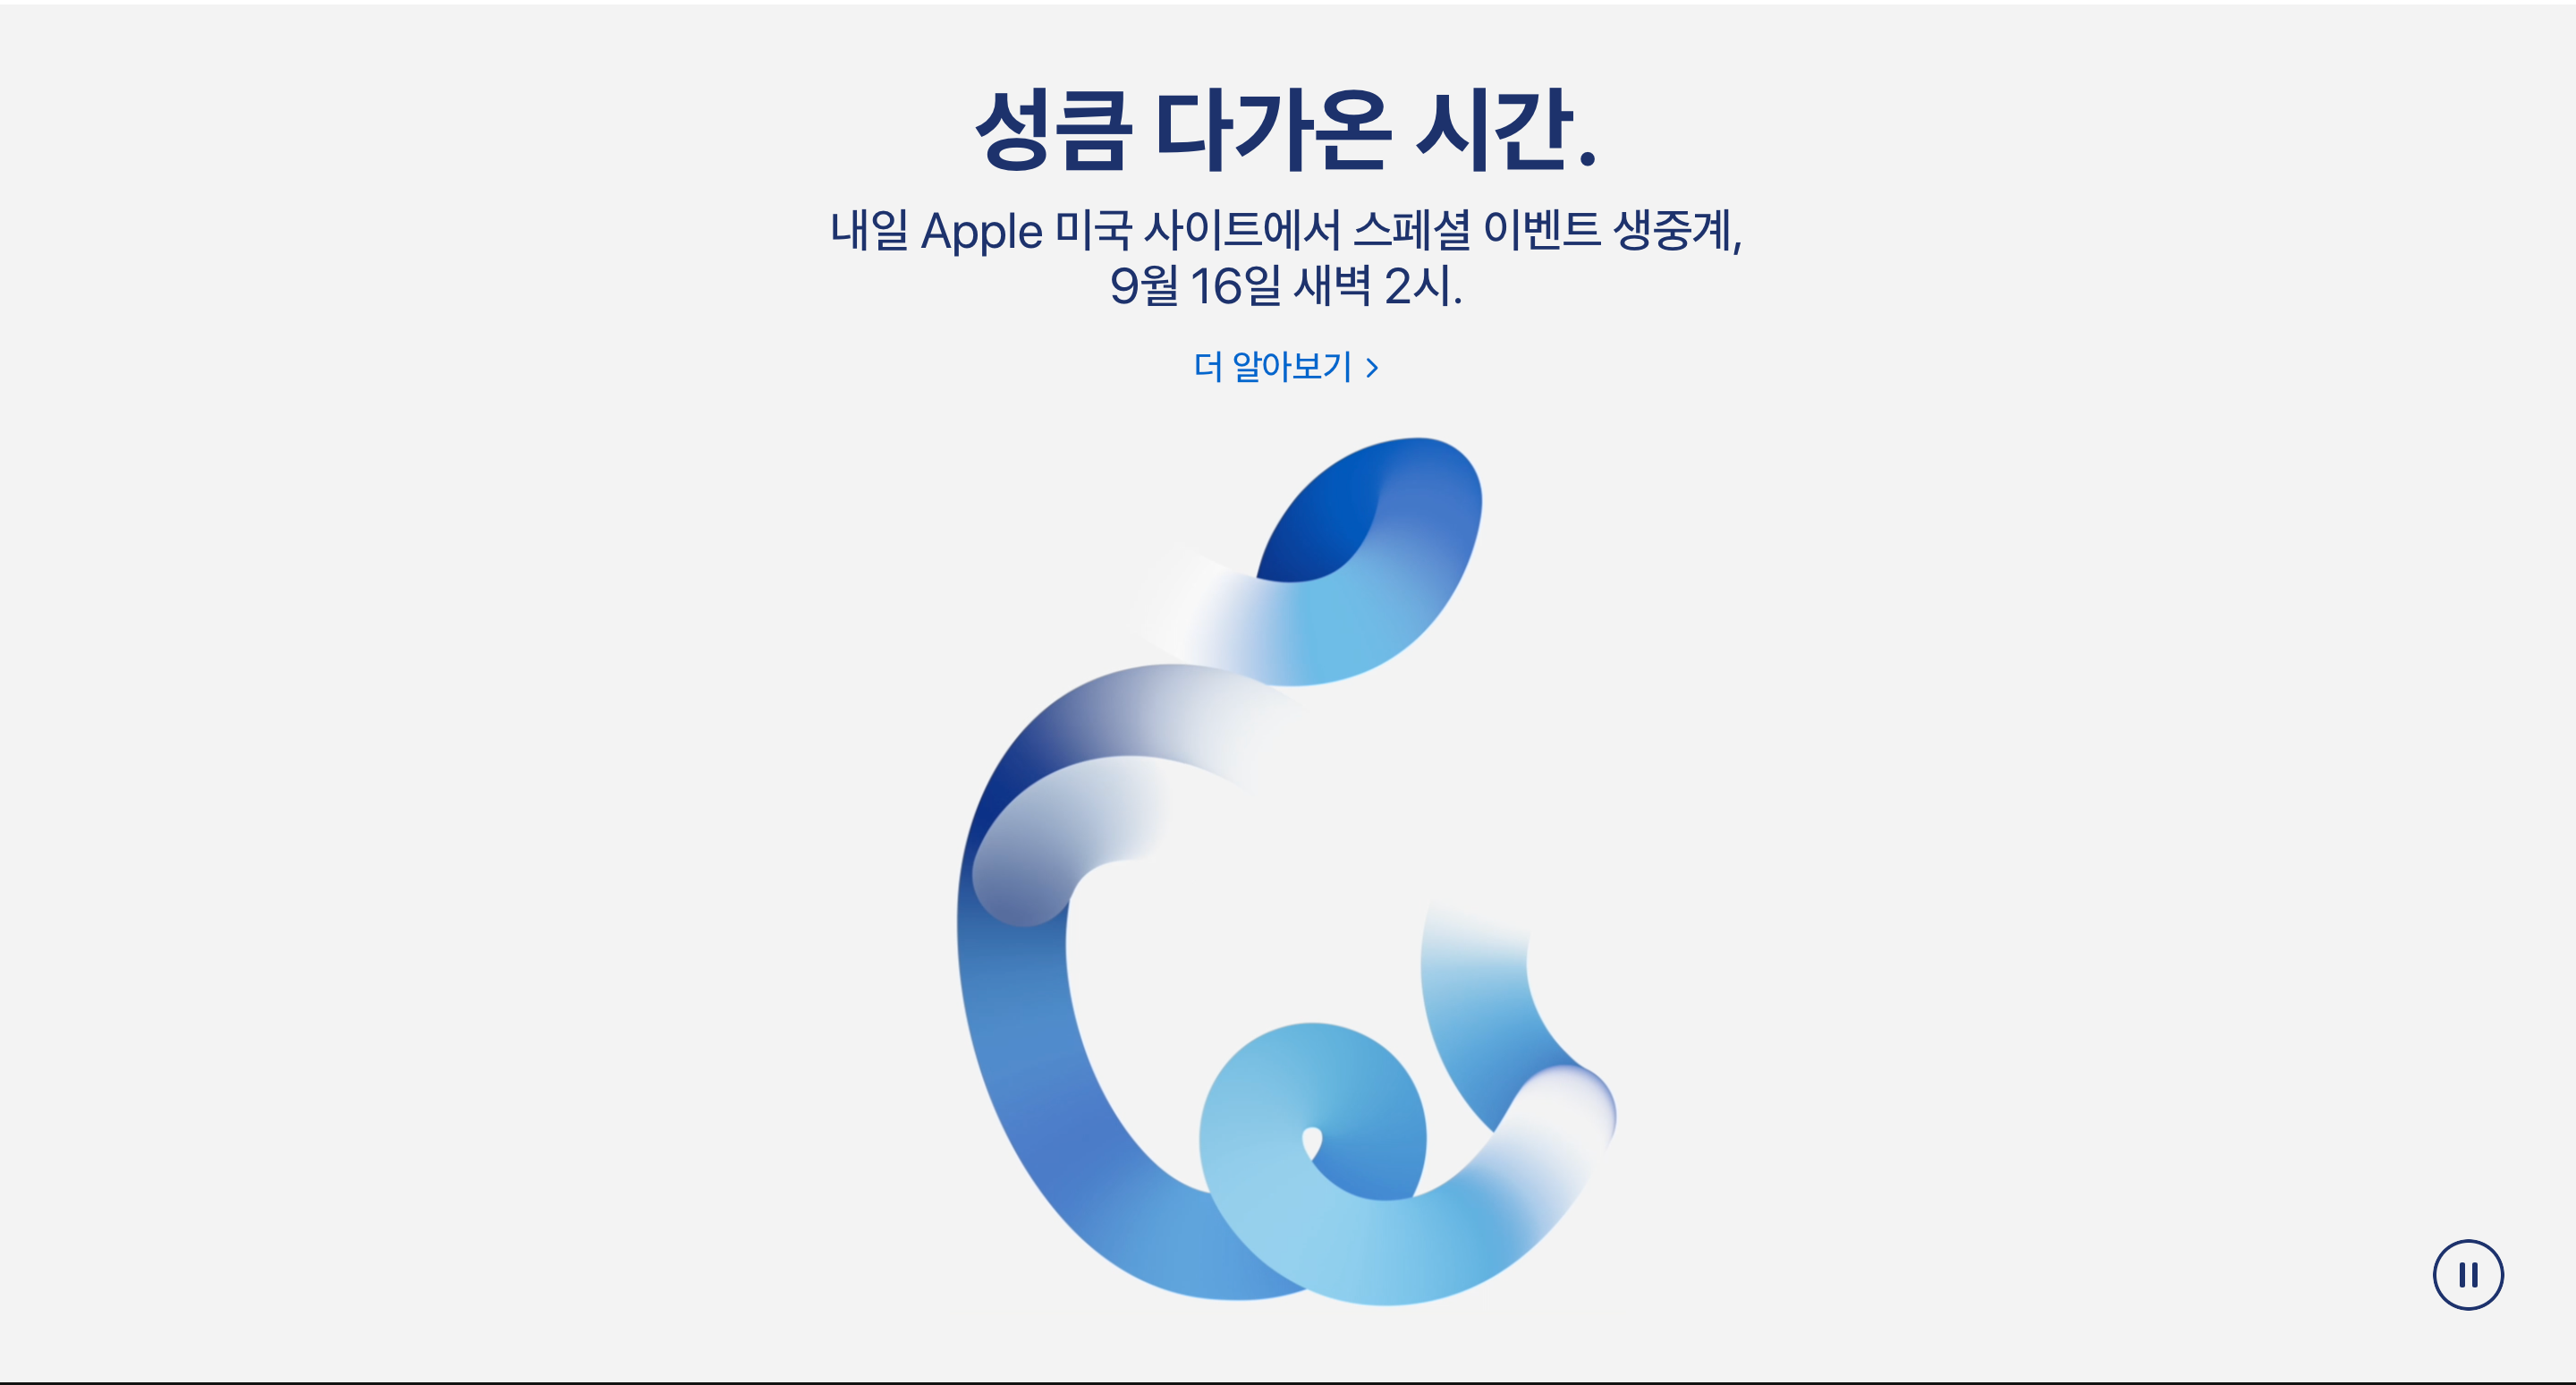 성큼 다가온 시간.
내일 Apple 미국 사이트에서 스페셜 이벤트 생중계,
9월 16일 새벽 2시.
더 알아보기 >